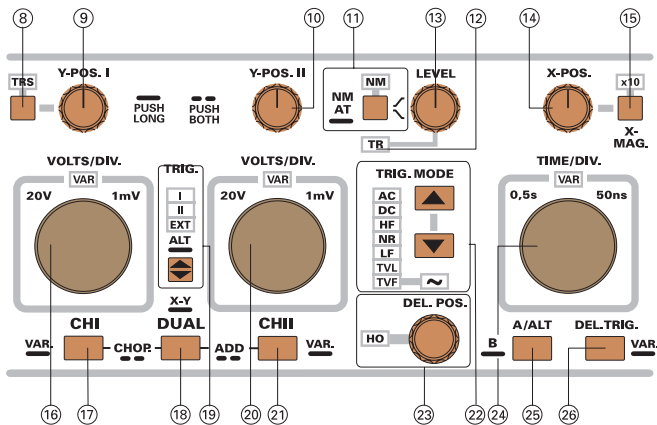 8 9 10 11 13 12 14 15
TRS Y-POS. I Y-POS. II NM LEVEL X-POS. x10
PUSH LONG
PUSH BOTH
NM
AT
TR
X-MAG.
VOLTS/DIV.
VAR
20V 1mV
TRIG.
I
II
EXT
ALT
X-Y
VOLTS/DIV.
VAR
20V 1mV
TRIG. MODE
AC
DC
HF
NR
LF
TVL
TVF ~
TIME/DIV.
VAR
0,5s 50ns
DEL. POS.
HO
CHI DUAL CHII
VAR. CHOP. ADD VAR.
A/ALT DEL.TRIG.
B VAR.
16 17 18 19 20 21 23 22 24 25 26